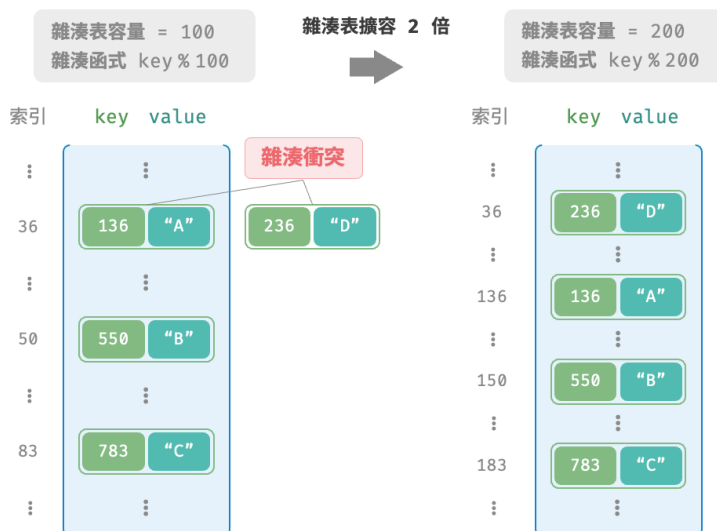 雜湊表容量 = 100
雜湊函式 key % 100
雜湊表擴容 2 倍
雜湊表容量 = 200
雜湊函式 key % 200
索引 key value
雜湊衝突
36 136 “A” 236 “D”
50 550 “B”
83 783 “C”
索引 key value
36 236 “D”
136 136 “A”
150 550 “B”
183 783 “C”